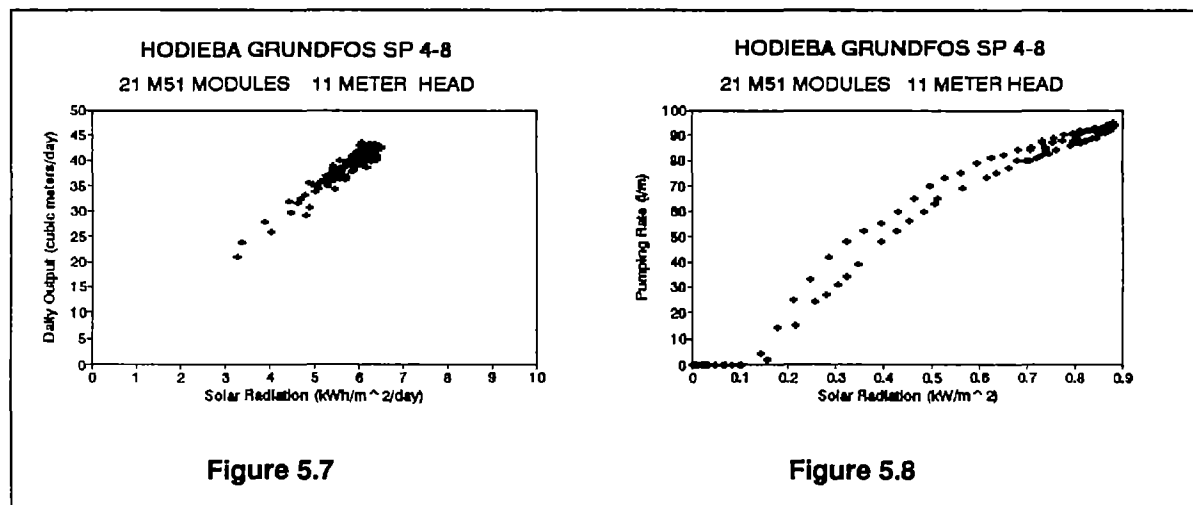 HODIEBA GRUNDFOS SP 4-8
21 M51 MODULES 11 METER HEAD
Daily Output (cubic meters/day)
50
45
40
35
30
25
20
15
10
5
0
0 1 2 3 4 5 6 7 8 9 10
Solar Radiation (kWh/m^2/day)
Figure 5.7
HODIEBA GRUNDFOS SP 4-8
21 M51 MODULES 11 METER HEAD
Pumping Rate (l/m)
100
90
80
70
60
50
40
30
20
10
0
0 0.1 0.2 0.3 0.4 0.5 0.6 0.7 0.8 0.9
Solar Radiation (kW/m^2)
Figure 5.8